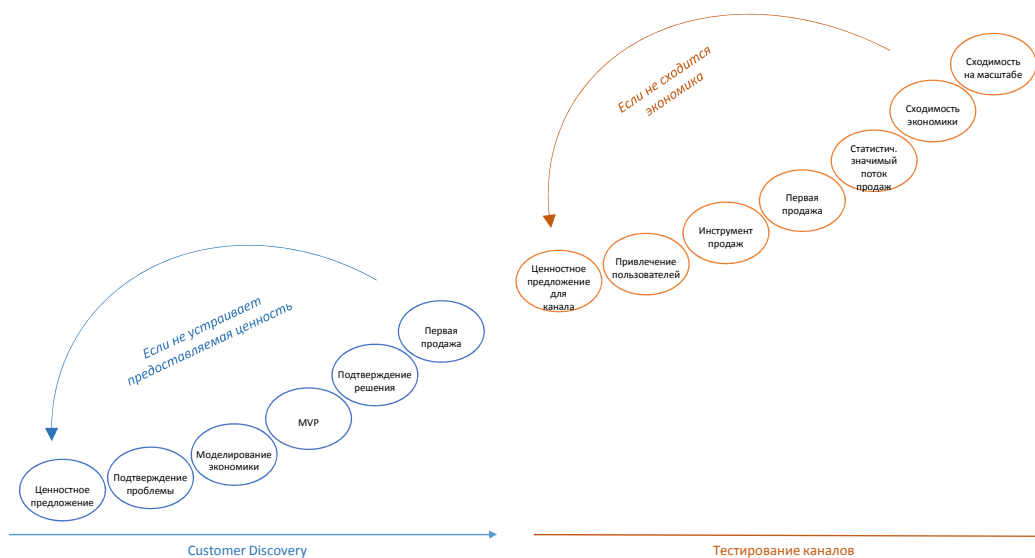 Если не устраивает
предоставляемая ценность
Ценностное
предложение
Подтверждение
проблемы
Моделирование
экономики
MVP
Подтверждение
решения
Первая
продажа
Customer Discovery
Если не сходится
экономика
Ценностное
предложение
для
канала
Привлечение
пользователей
Инструмент
продаж
Первая
продажа
Статистич.
значимый
поток
продаж
Сходимость
экономики
Сходимость
на масштабе
Тестирование каналов